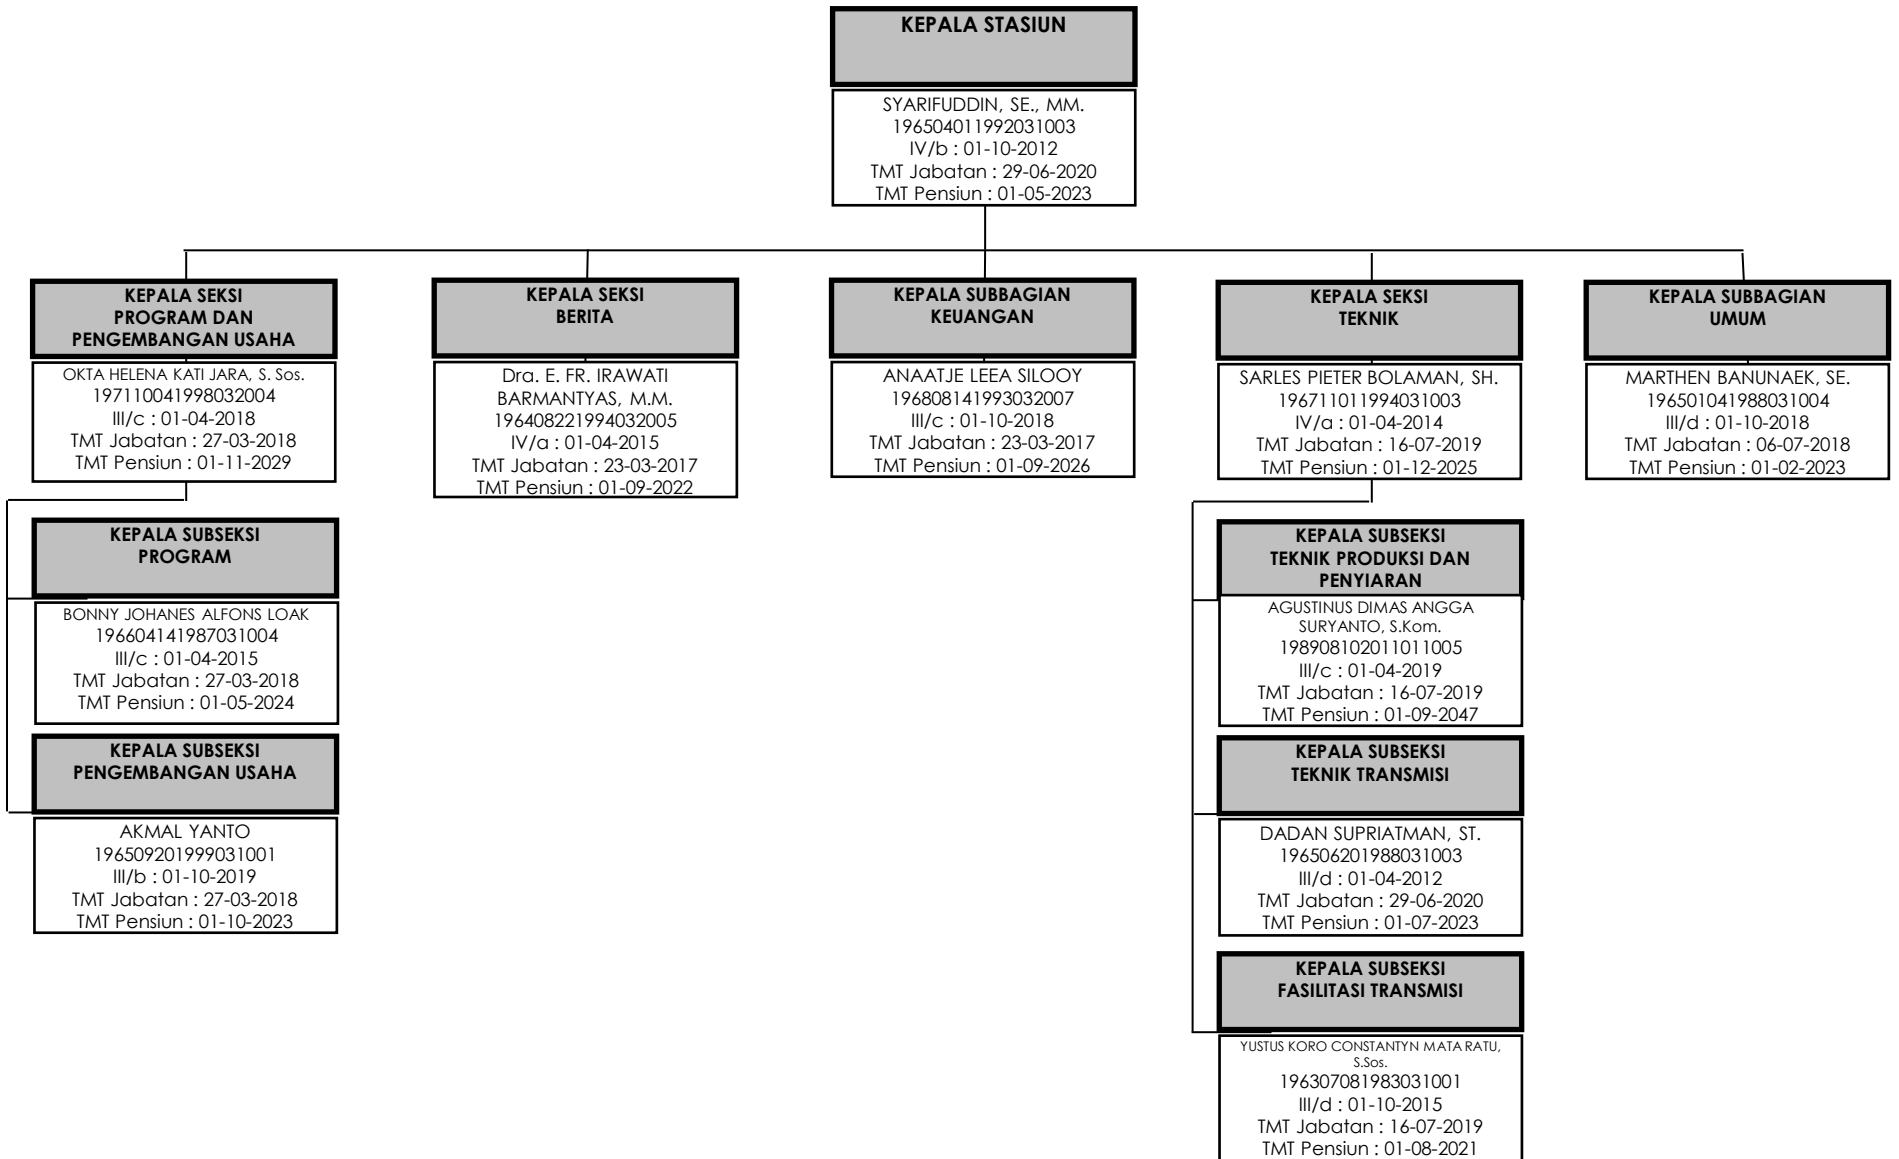 KEPALA STASIUN
SYARIFUDDIN, SE., MM.
196504011992031003
IV/b : 01-10-2012
TMT Jabatan : 29-06-2020
TMT Pensiun : 01-05-2023
KEPALA SEKSI
PROGRAM DAN
PENGEMBANGAN USAHA
OKTA HELENA KATI JARA, S. Sos.
197110041998032004
III/c : 01-04-2018
TMT Jabatan : 27-03-2018
TMT Pensiun : 01-11-2029
KEPALA SUBSEKSI
PROGRAM
BONNY JOHANES ALFONS LOAK
196604141987031004
III/c : 01-04-2015
TMT Jabatan : 27-03-2018
TMT Pensiun : 01-05-2024
KEPALA SUBSEKSI
PENGEMBANGAN USAHA
AKMAL YANTO
196509201999031001
III/b : 01-10-2019
TMT Jabatan : 27-03-2018
TMT Pensiun : 01-10-2023
KEPALA SEKSI
BERITA
Dra. E. FR. IRAWATI
BARMANTYAS, M.M.
196408221994032005
IV/a : 01-04-2015
TMT Jabatan : 23-03-2017
TMT Pensiun : 01-09-2022
KEPALA SUBBAGIAN
KEUANGAN
ANAATJE LEEA SILOOY
196808141993032007
III/c : 01-10-2018
TMT Jabatan : 23-03-2017
TMT Pensiun : 01-09-2026
KEPALA SEKSI
TEKNIK
SARLES PIETER BOLAMAN, SH.
196711011994031003
IV/a : 01-04-2014
TMT Jabatan : 16-07-2019
TMT Pensiun : 01-12-2025
KEPALA SUBSEKSI
TEKNIK PRODUKSI DAN
PENYIARAN
AGUSTINUS DIMAS ANGGA
SURYANTO, S.Kom.
198908102011011005
III/c : 01-04-2019
TMT Jabatan : 16-07-2019
TMT Pensiun : 01-09-2047
KEPALA SUBSEKSI
TEKNIK TRANSMISI
DADAN SUPRIATMAN, ST.
196506201988031003
III/d : 01-04-2012
TMT Jabatan : 29-06-2020
TMT Pensiun : 01-07-2023
KEPALA SUBSEKSI
FASILITASI TRANSMISI
YUSTUS KORO CONSTANTYN MATA RATU,
S.Sos.
196307081983031001
III/d : 01-10-2015
TMT Jabatan : 16-07-2019
TMT Pensiun : 01-08-2021
KEPALA SUBBAGIAN
UMUM
MARTHEN BANUNAEK, SE.
196501041988031004
III/d : 01-10-2018
TMT Jabatan : 06-07-2018
TMT Pensiun : 01-02-2023